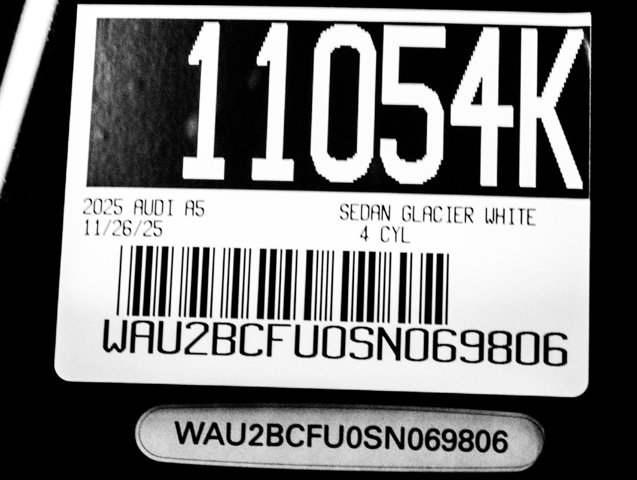 11054K
2025 AUDI A5 SEDAN GLACIER WHITE
11/26/25 4 CYL
WAU2BCFU0SN069806
WAU2BCFU0SN069806